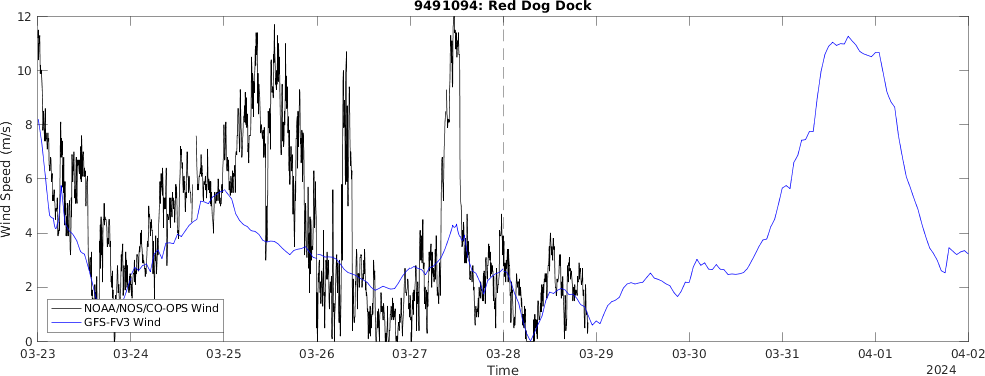 9491094: Red Dog Dock
Wind Speed (m/s)
12
10
8
6
4
2
0
NOAA/NOS/CO-OPS Wind
GFS-FV3 Wind
03-23 03-24 03-25 03-26 03-27 03-28 03-29 03-30 03-31 04-01 04-02
Time
2024